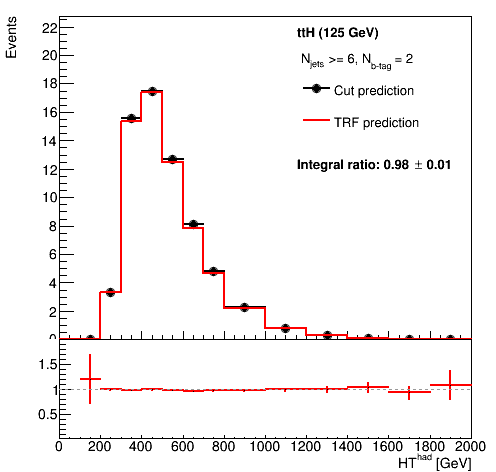 Events
22
20
18
16
14
12
10
8
6
4
2
0
ttH (125 GeV)
N_jets >= 6, N_b-tag = 2
Cut prediction
TRF prediction
Integral ratio: 0.98 ± 0.01
1.5
1
0.5
0 200 400 600 800 1000 1200 1400 1600 1800 2000
HT^had [GeV]